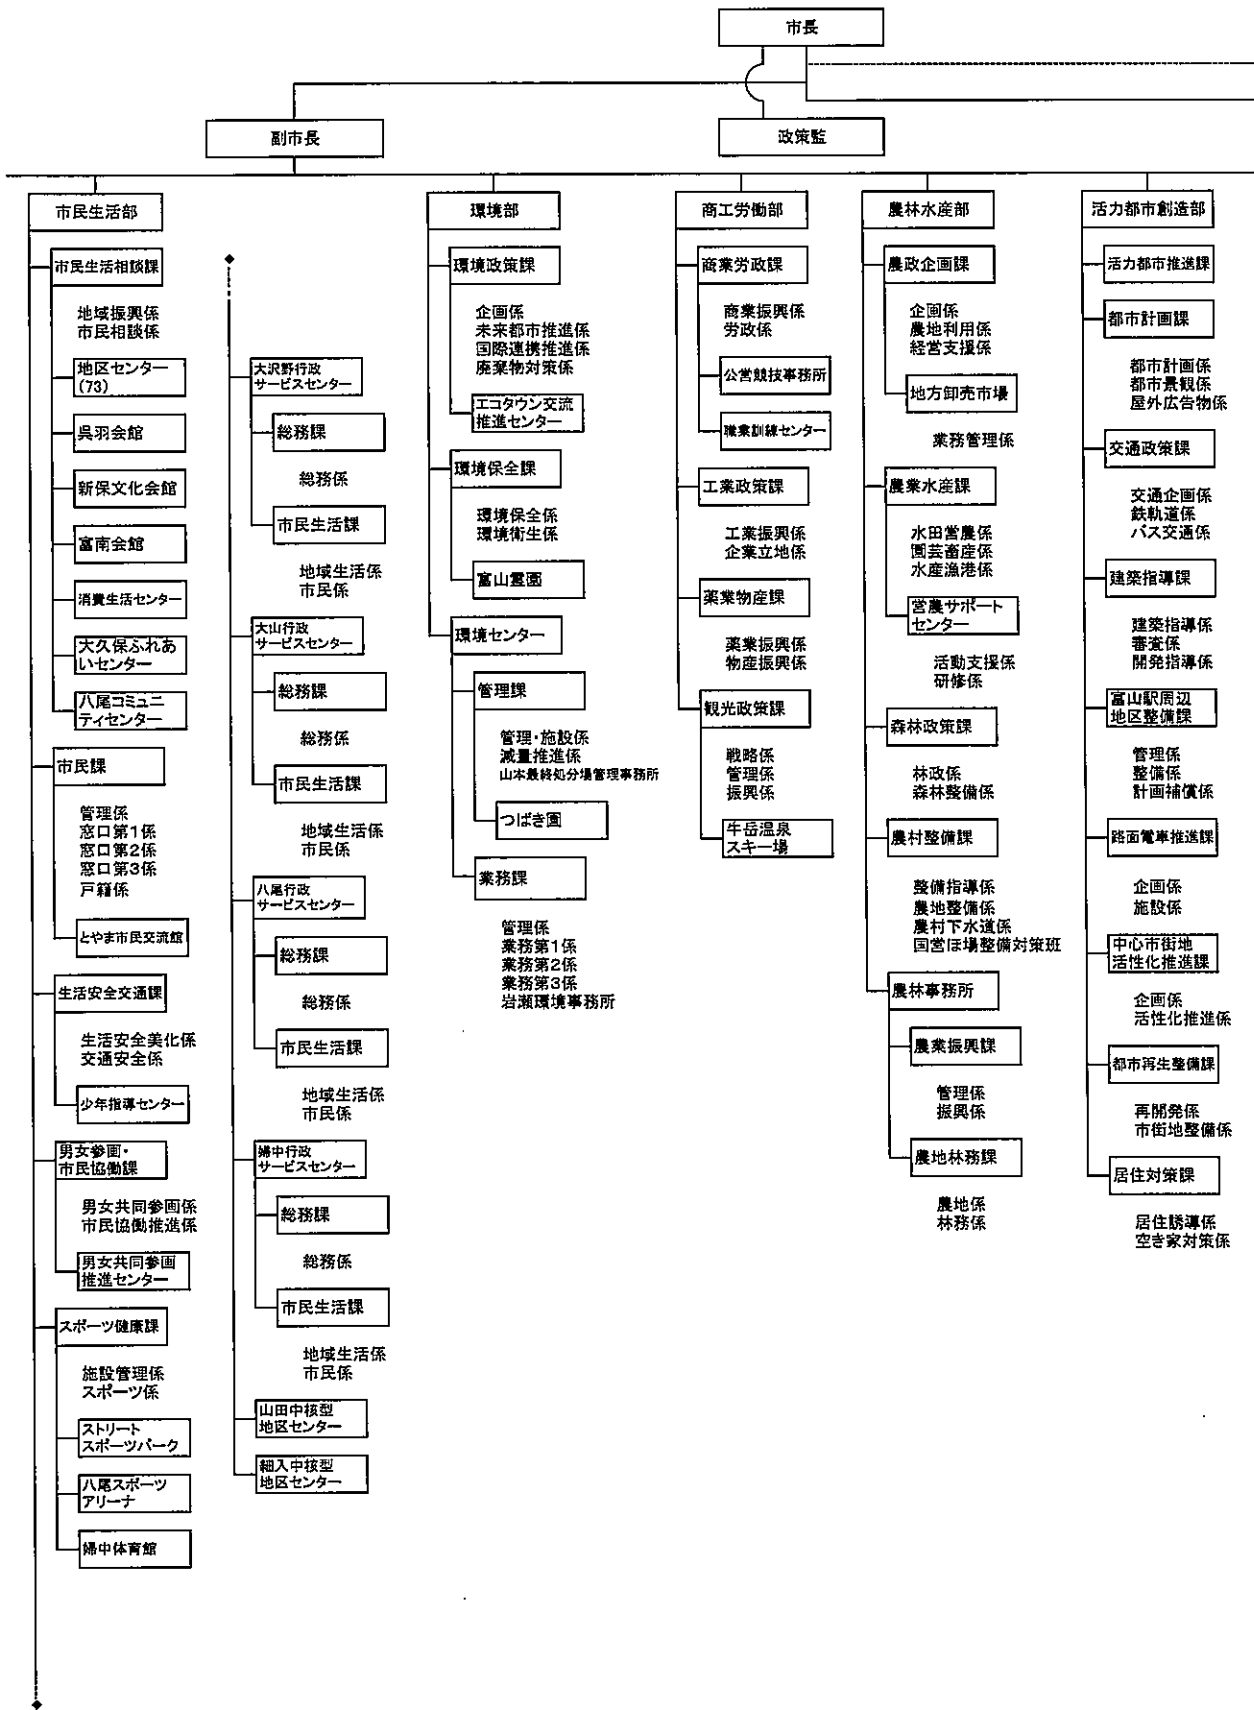 市長
副市長
政策監
市民生活部
市民生活相談課
地域振興係
市民相談係
地区センター
(73)
呉羽会館
新保文化会館
富南会館
消費生活センター
大久保ふれあ
いセンター
八尾コミュニ
ティセンター
市民課
管理係
窓口第1係
窓口第2係
窓口第3係
戸籍係
とやま市民交流館
生活安全交通課
生活安全美化係
交通安全係
少年指導センター
男女参画・
市民協働課
男女共同参画係
市民協働推進係
男女共同参画
推進センター
スポーツ健康課
施設管理係
スポーツ係
ストリート
スポーツパーク
八尾スポーツ
アリーナ
婦中体育館
大沢野行政
サービスセンター
総務課
総務係
市民生活課
地域生活係
市民係
大山行政
サービスセンター
総務課
総務係
市民生活課
地域生活係
市民係
八尾行政
サービスセンター
総務課
総務係
市民生活課
地域生活係
市民係
婦中行政
サービスセンター
総務課
総務係
市民生活課
地域生活係
市民係
山田中核型
地区センター
細入中核型
地区センター
環境部
環境政策課
企画係
未来都市推進係
国際連携推進係
廃棄物対策係
エコタウン交流
推進センター
環境保全課
環境保全係
環境衛生係
富山霊園
環境センター
管理課
管理・施設係
減量推進係
山本最終処分場管理事務所
つばき園
業務課
管理係
業務第1係
業務第2係
業務第3係
岩瀬環境事務所
商工労働部
商業労政課
商業振興係
労政係
公営競技事務所
職業訓練センター
工業政策課
工業振興係
企業立地係
薬業物産課
薬業振興係
物産振興係
観光政策課
戦略係
管理係
振興係
牛岳温泉
スキー場
農林水産部
農政企画課
企画係
農地利用係
経営支援係
地方卸売市場
業務管理係
農業水産課
水田営農係
園芸畜産係
水産漁港係
営農サポート
センター
活動支援係
研修係
森林政策課
林政係
森林整備係
農村整備課
整備指導係
農地整備係
農村下水道係
国営ほ場整備対策班
農林事務所
農業振興課
管理係
振興係
農地林務課
農地係
林務係
活力都市創造部
活力都市推進課
都市計画課
都市計画係
都市景観係
屋外広告物係
交通政策課
交通企画係
鉄軌道係
バス交通係
建築指導課
建築指導係
審査係
開発指導係
富山駅周辺
地区整備課
管理係
整備係
計画補償係
路面電車推進課
企画係
施設係
中心市街地
活性化推進課
企画係
活性化推進係
都市再生整備課
再開発係
市街地整備係
居住対策課
居住誘導係
空き家対策係